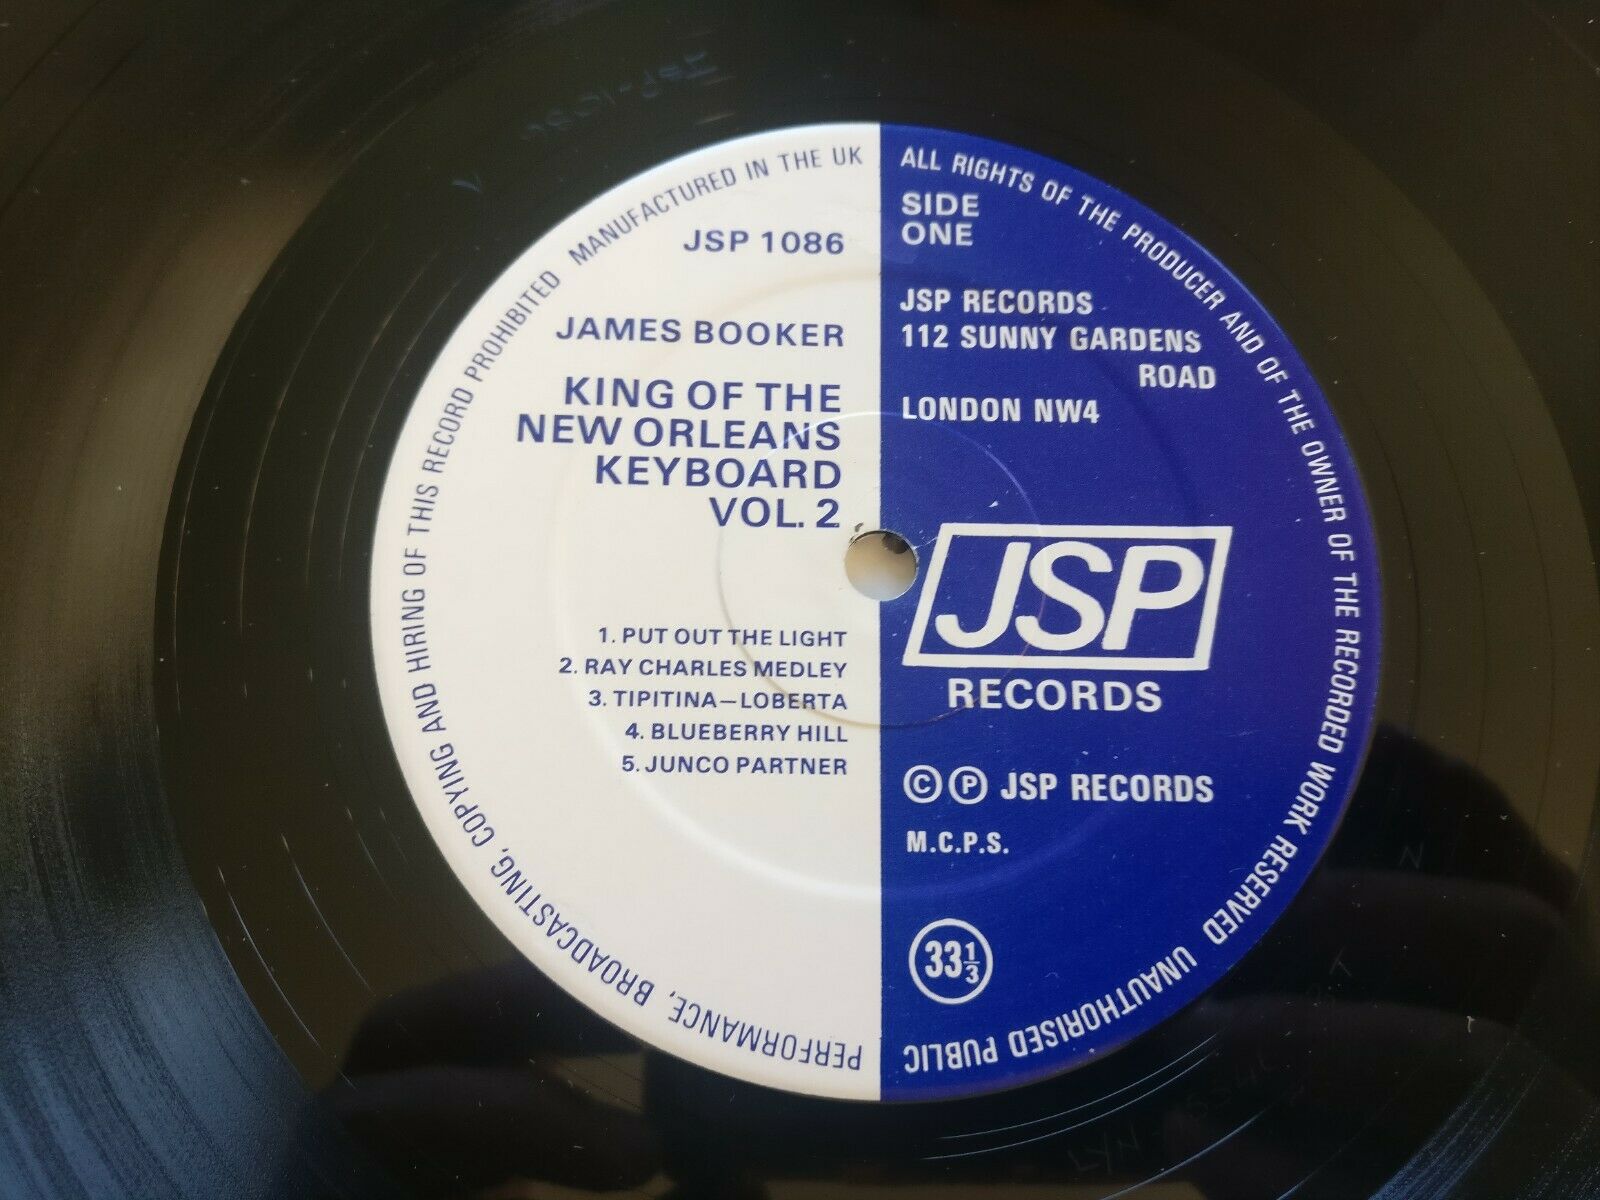 MANUFACTURED IN THE UK
ALL RIGHTS OF THE PRODUCER AND OF THE OWNER OF THE RECORDED WORK RESERVED UNAUTHORISED PUBLIC PERFORMANCE, BROADCASTING, COPYING AND HIRING OF THIS RECORD PROHIBITED
JSP 1086
JAMES BOOKER
KING OF THE
NEW ORLEANS
KEYBOARD
VOL. 2
1. PUT OUT THE LIGHT
2. RAY CHARLES MEDLEY
3. TIPITINA—LOBERTA
4. BLUEBERRY HILL
5. JUNCO PARTNER
SIDE
ONE
JSP RECORDS
112 SUNNY GARDENS
ROAD
LONDON NW4
JSP
RECORDS
© Ⓟ JSP RECORDS
M.C.P.S.
33⅓